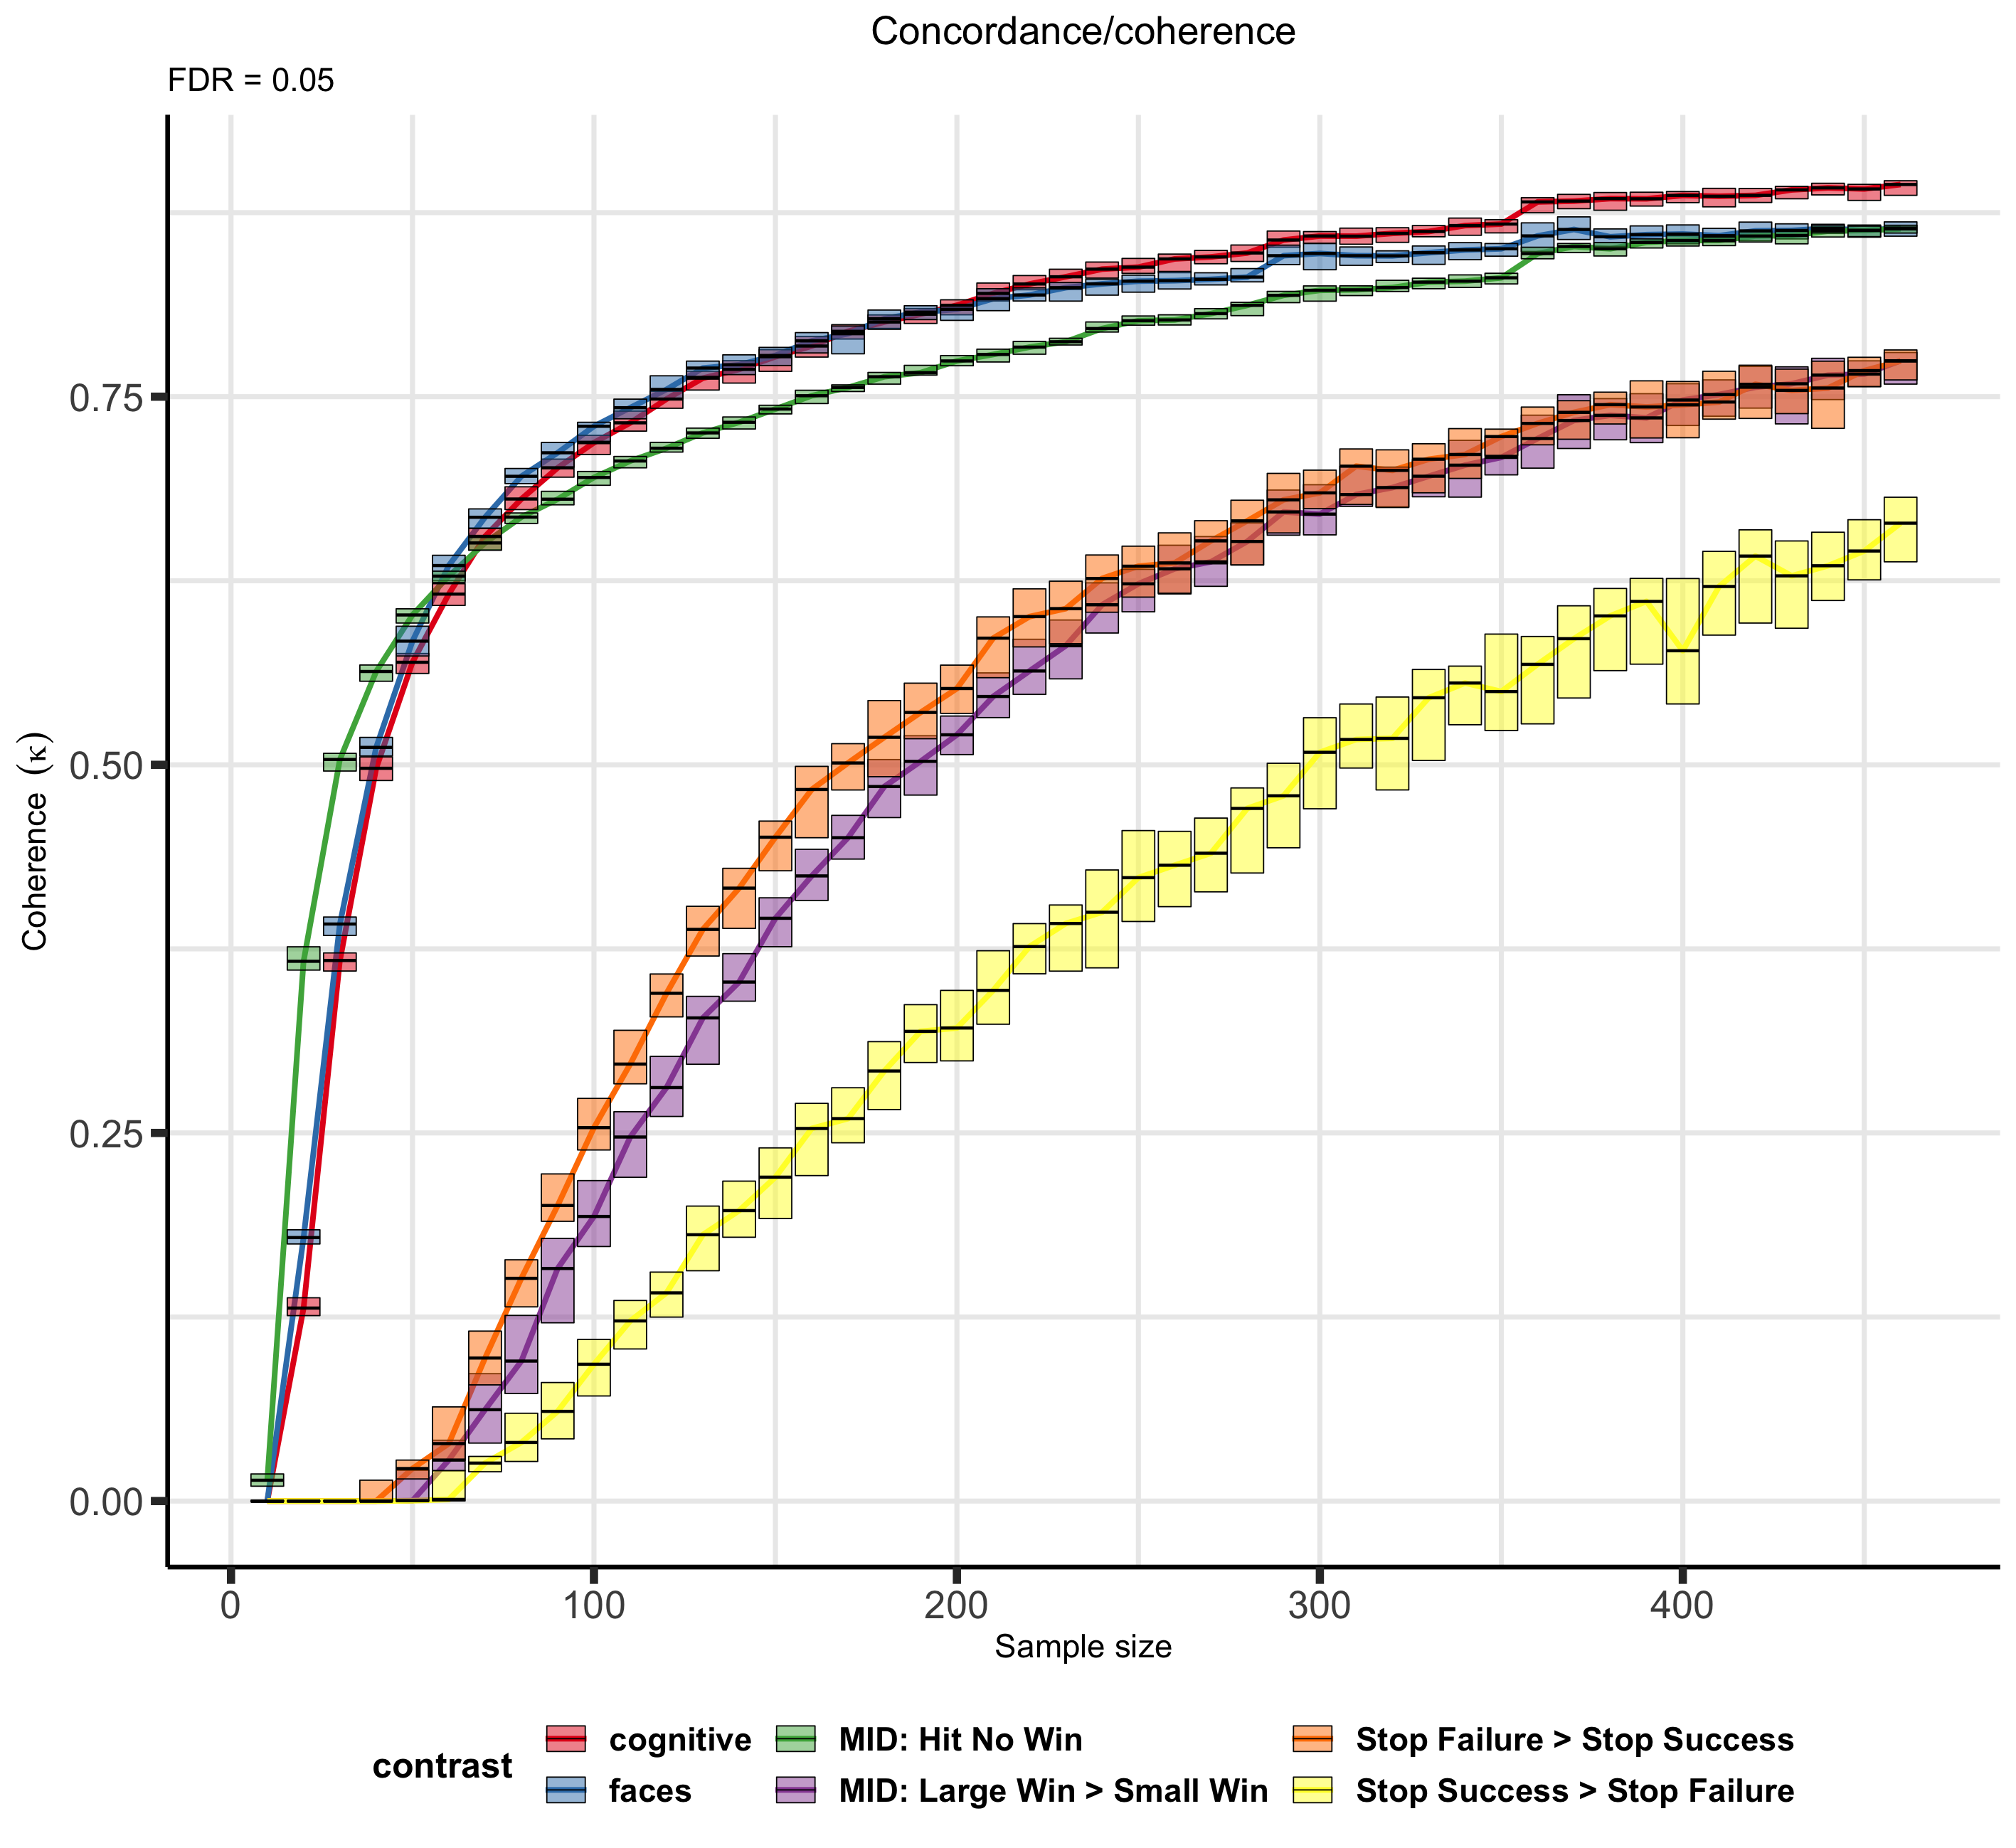 Concordance/coherence
FDR = 0.05
Coherence (κ)
0.75
0.50
0.25
0.00
0 100 200 300 400
Sample size
contrast
cognitive MID: Hit No Win Stop Failure > Stop Success
faces MID: Large Win > Small Win Stop Success > Stop Failure